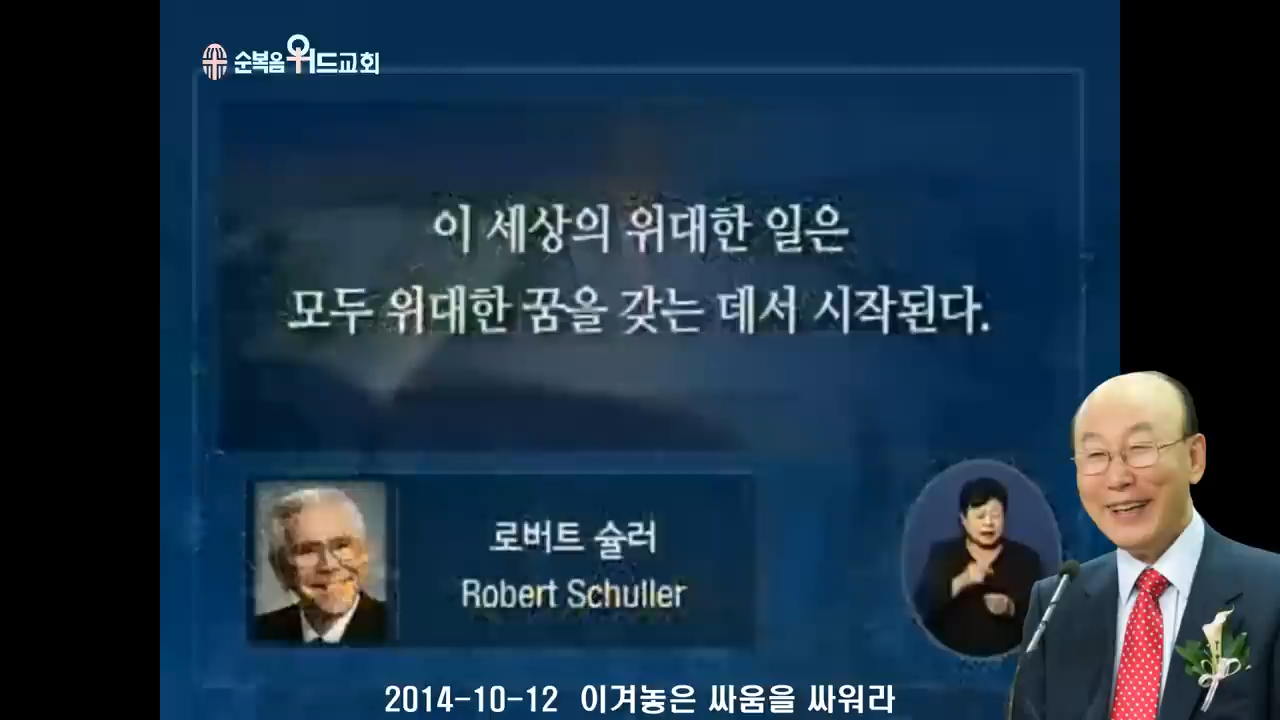 순복음워드교회
이 세상의 위대한 일은
모두 위대한 꿈을 갖는 데서 시작된다.
로버트 슐러
Robert Schuller
2014-10-12 이겨놓은 싸움을 싸워라